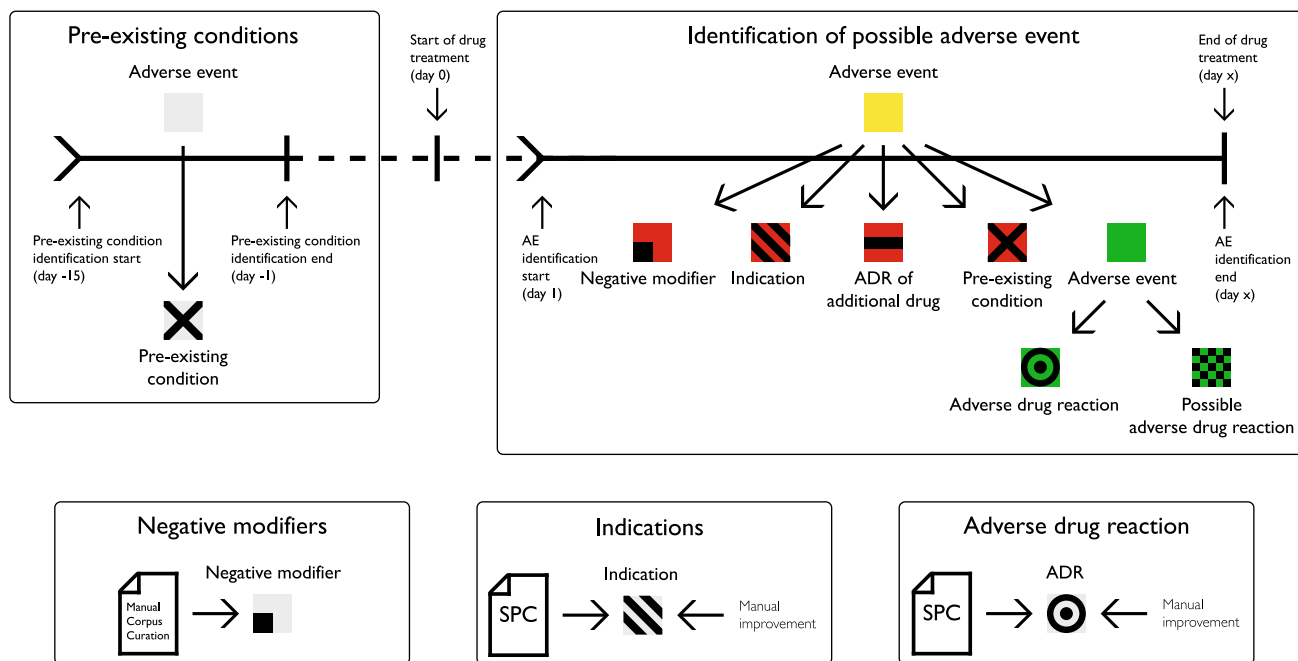 Pre-existing conditions
Adverse event
Pre-existing condition
identification start
(day -15)
Pre-existing condition
identification end
(day -1)
Pre-existing
condition
Start of drug
treatment
(day 0)
Identification of possible adverse event
Adverse event
End of drug
treatment
(day x)
AE
identification
start
(day 1)
Negative modifier
Indication
ADR of
additional drug
Pre-existing
condition
Adverse event
AE
identification
end
(day x)
Adverse drug reaction
Possible
adverse drug reaction
Negative modifiers
Manual
Corpus
Curation
Negative modifier
Indications
SPC
Indication
Manual
improvement
Adverse drug reaction
SPC
ADR
Manual
improvement